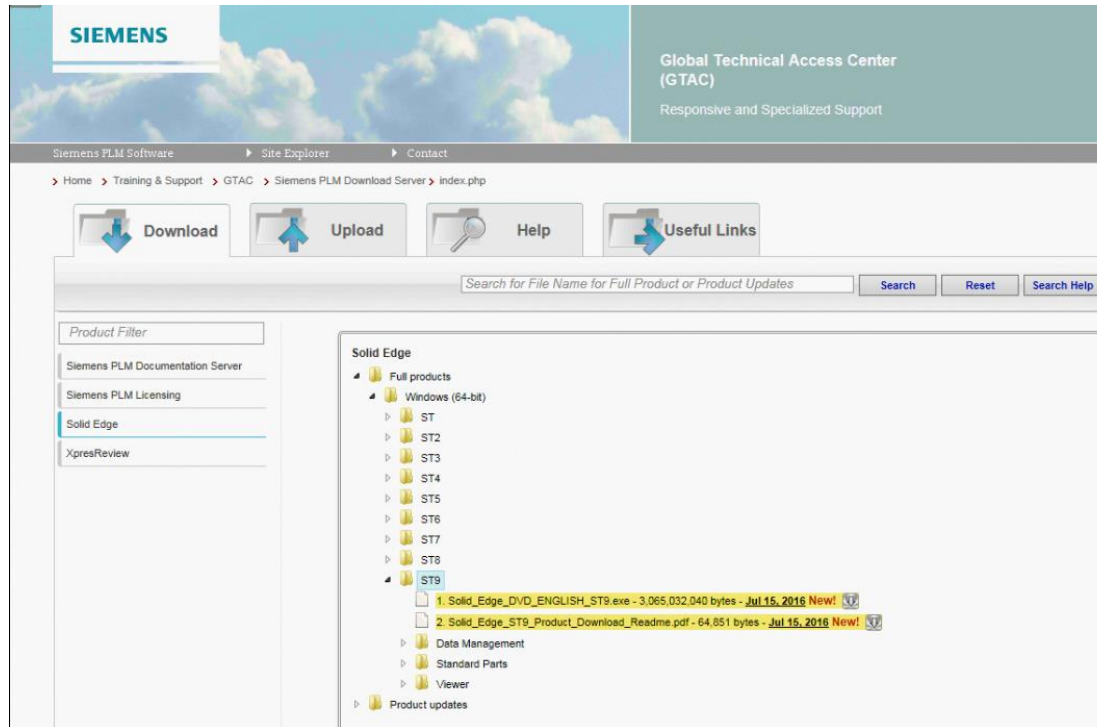 SIEMENS
Global Technical Access Center
(GTAC)
Responsive and Specialized Support
Siemens PLM Software Site Explorer Contact
Home Training & Support GTAC Siemens PLM Download Server index.php
Download Upload Help Useful Links
Search for File Name for Full Product or Product Updates Search Reset Search Help
Product Filter
Siemens PLM Documentation Server
Siemens PLM Licensing
Solid Edge
XpresReview
Solid Edge
Full products
Windows (64-bit)
ST
ST2
ST3
ST4
ST5
ST6
ST7
ST8
ST9
1. Solid_Edge_DVD_ENGLISH_ST9.exe - 3,065,032,040 bytes - Jul 15, 2016 New!
2. Solid_Edge_ST9_Product_Download_Readme.pdf - 64,851 bytes - Jul 15, 2016 New!
Data Management
Standard Parts
Viewer
Product updates